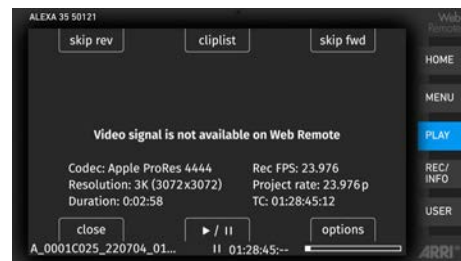 ALEXA 35 50121
Web
Remote
skip rev
cliplist
skip fwd
HOME
MENU
Video signal is not available on Web Remote
PLAY
Codec: Apple ProRes 4444
Rec FPS: 23.976
REC/
INFO
Resolution: 3K (3072x3072)
Project rate: 23.976p
Duration: 0:02:58
TC: 01:28:45:12
USER
close
▶ / II
options
A_0001C025_220704_01...
II 01:28:45:--
ARRI